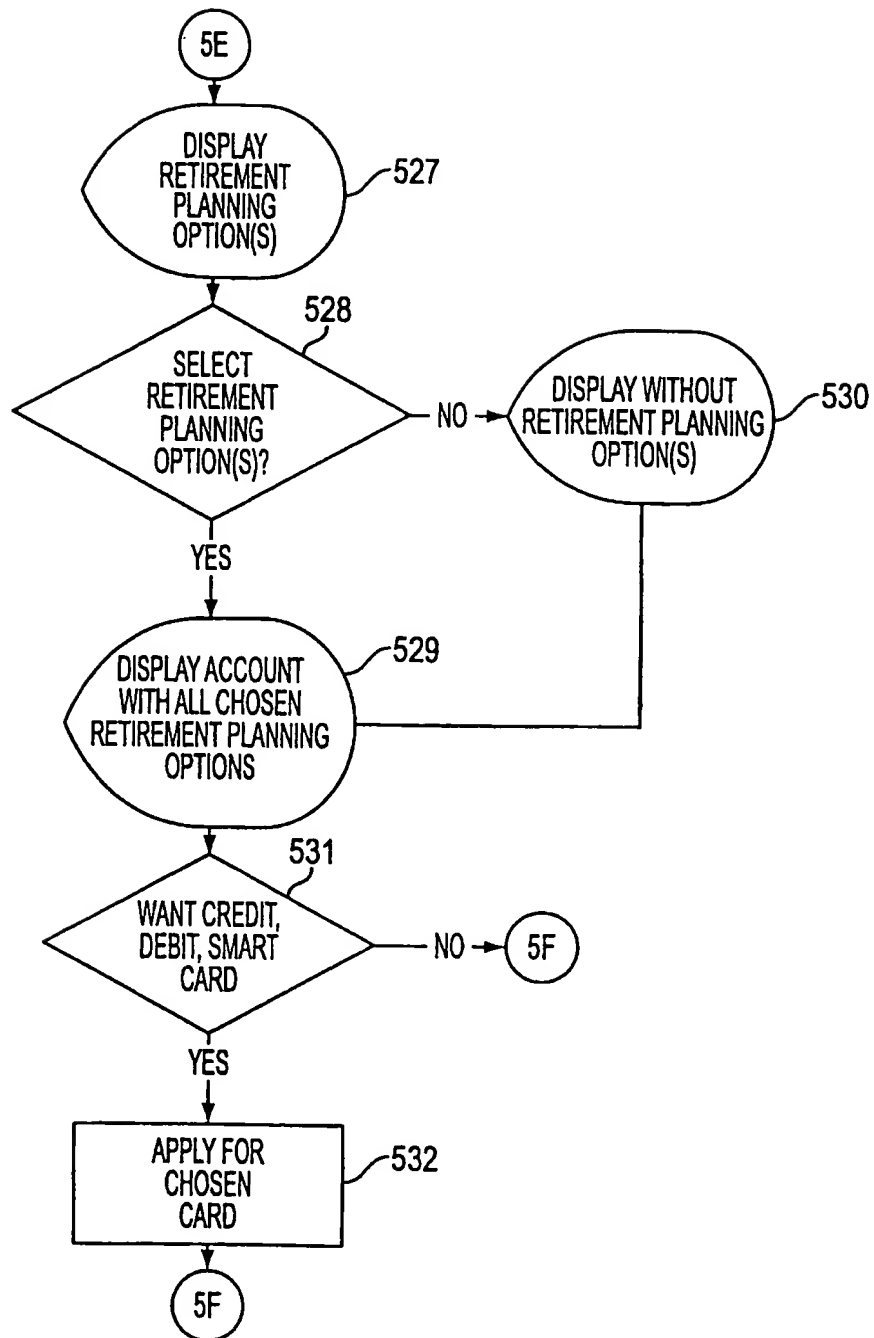 5E
DISPLAY
RETIREMENT
PLANNING
OPTION(S)
527
528
SELECT
RETIREMENT
PLANNING
OPTION(S)?
NO
DISPLAY WITHOUT
RETIREMENT PLANNING
OPTION(S)
530
YES
DISPLAY ACCOUNT
WITH ALL CHOSEN
RETIREMENT PLANNING
OPTIONS
529
531
WANT CREDIT,
DEBIT, SMART
CARD
NO
5F
YES
APPLY FOR
CHOSEN
CARD
532
5F